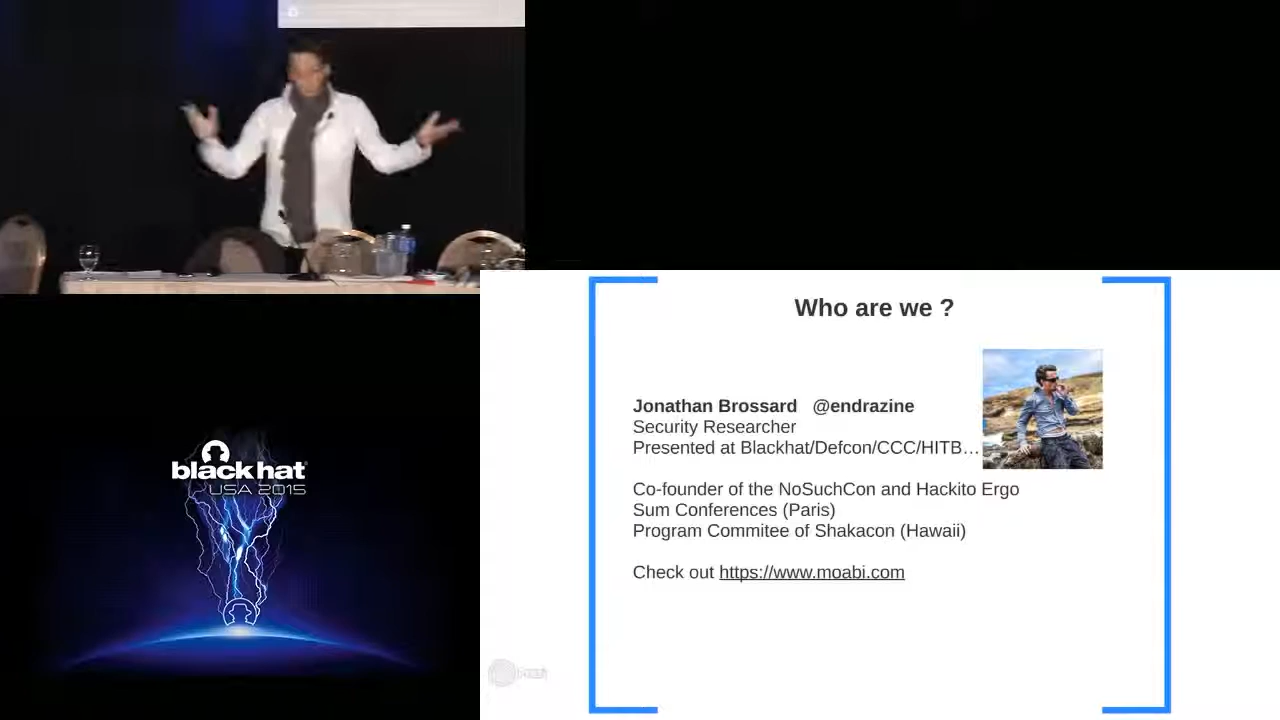 black hat
USA 2015
Who are we ?
Jonathan Brossard @endrazine
Security Researcher
Presented at Blackhat/Defcon/CCC/HITB…
Co-founder of the NoSuchCon and Hackito Ergo
Sum Conferences (Paris)
Program Commitee of Shakacon (Hawaii)
Check out https://www.moabi.com